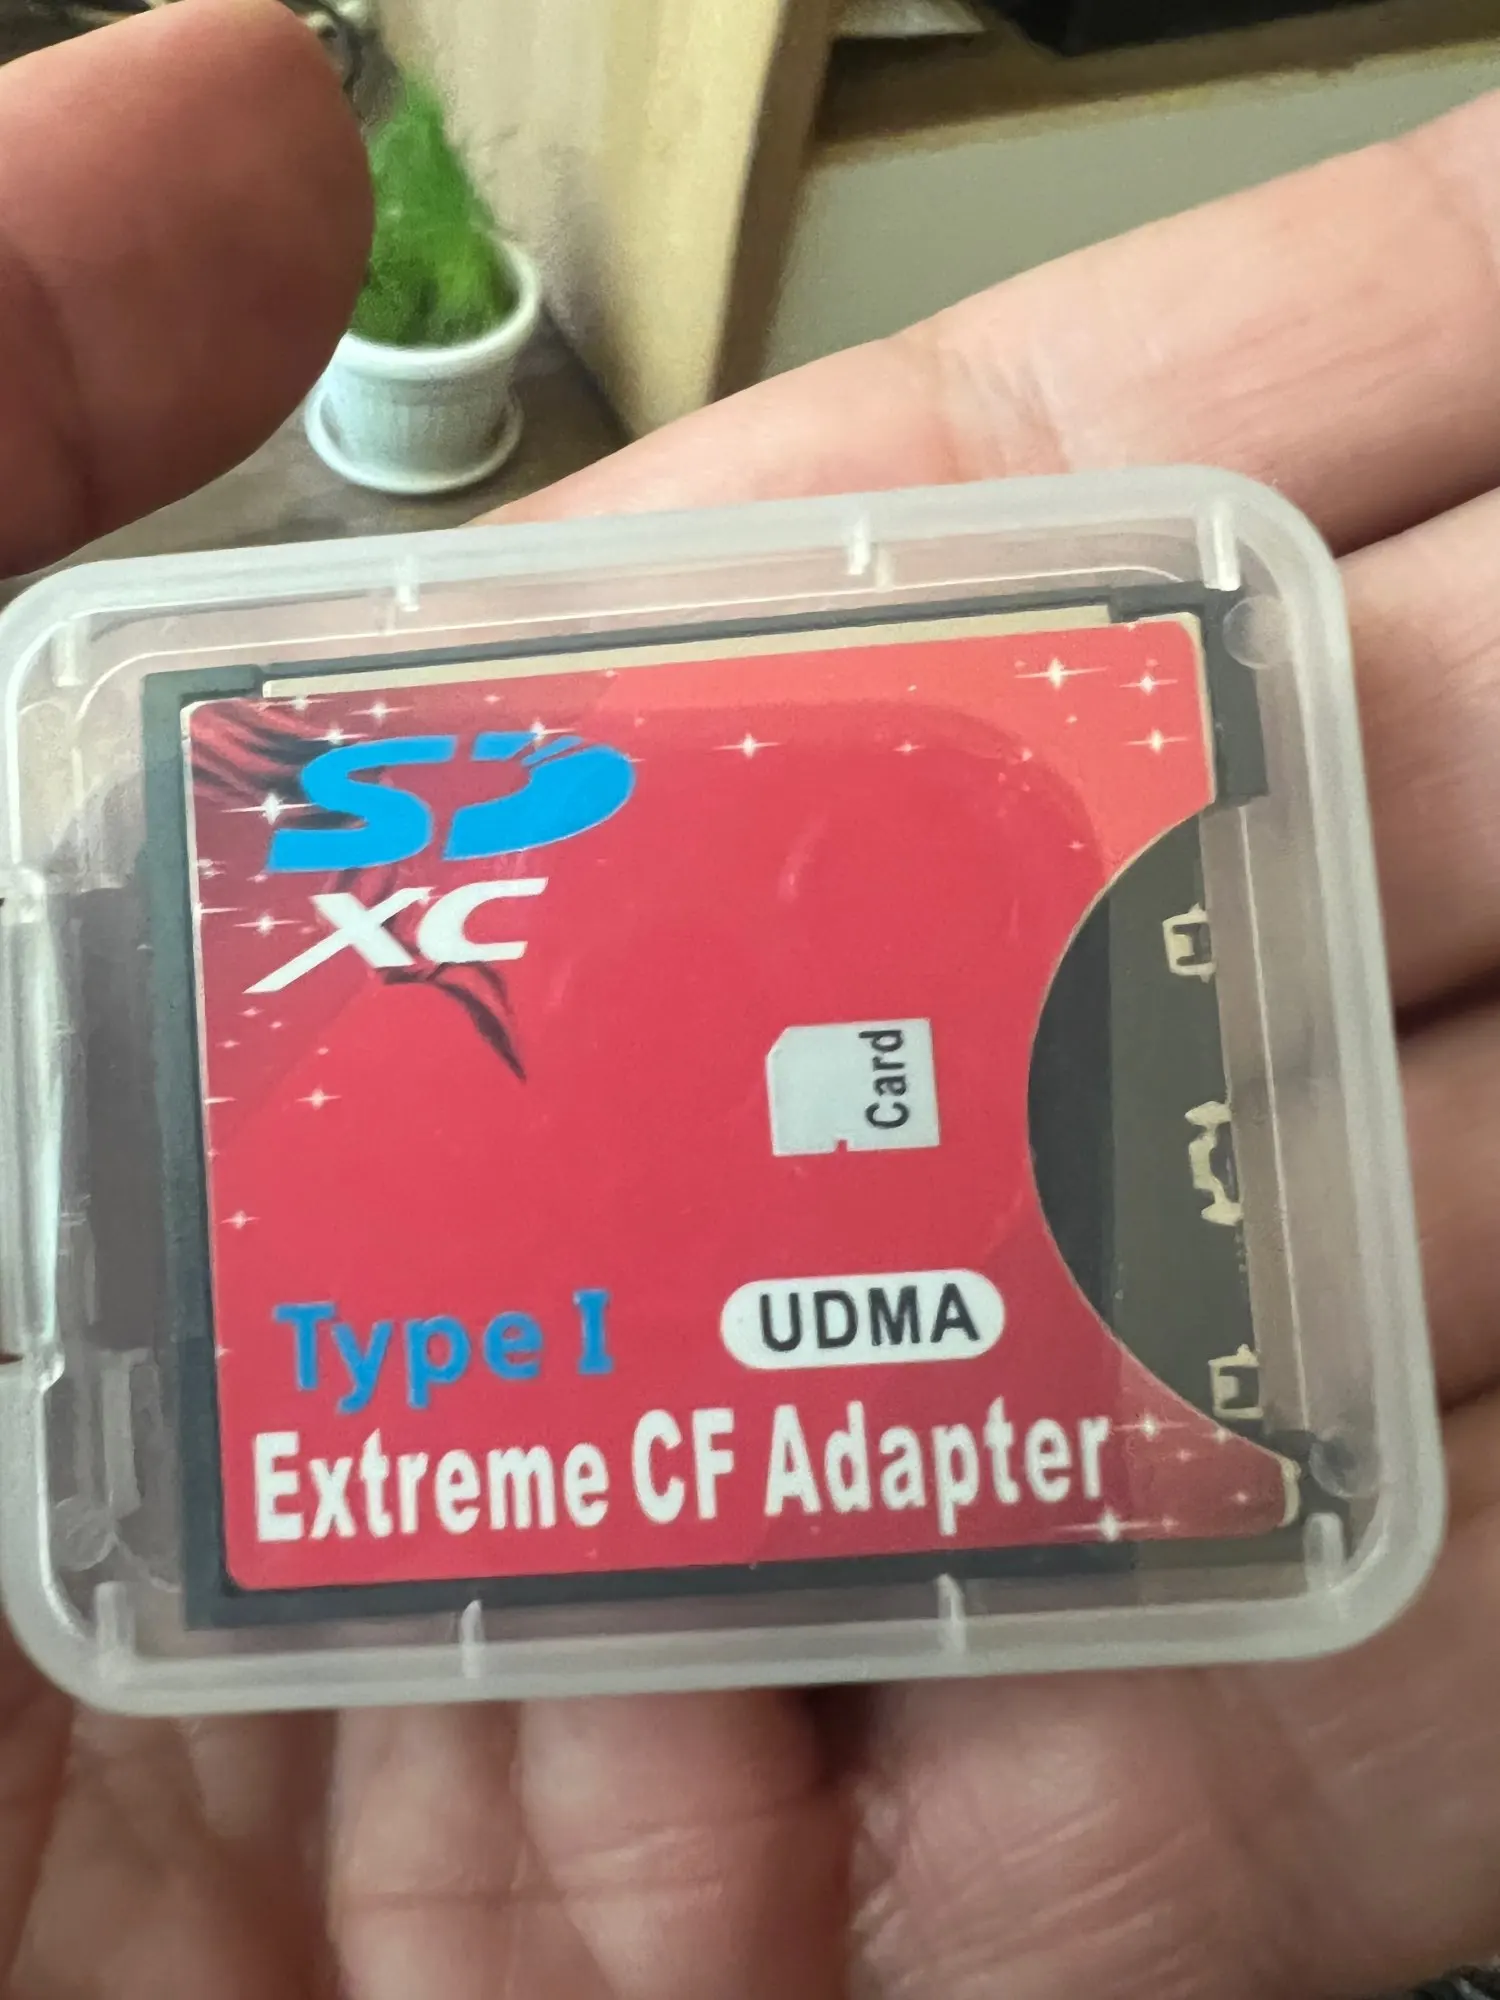 SD
XC
Card
Type I
UDMA
Extreme CF Adapter